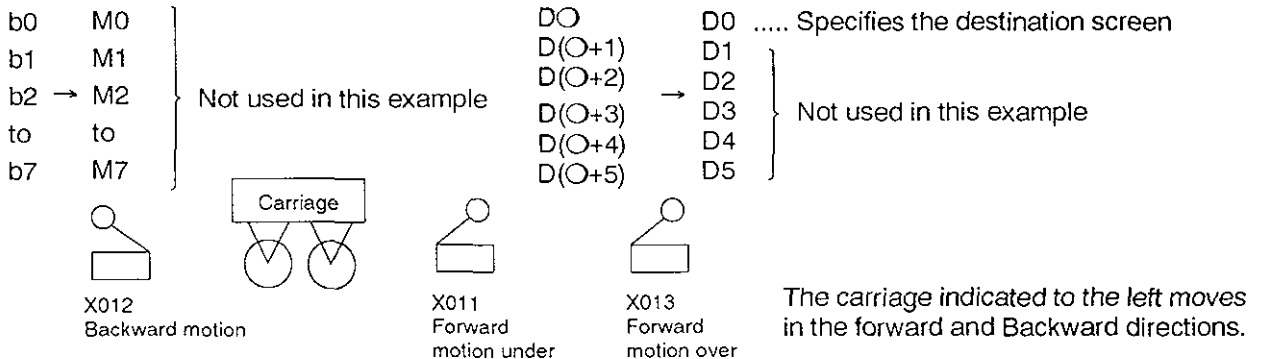 b0 M0
b1 M1
b2 → M2
to to
b7 M7
Not used in this example
D○ D0 ..... Specifies the destination screen
D(○+1) D1
D(○+2) D2
D(○+3) → D3
D(○+4) D4
D(○+5) D5
Not used in this example
Carriage
X012
Backward motion
X011
Forward
motion under
X013
Forward
motion over
The carriage indicated to the left moves
in the forward and Backward directions.